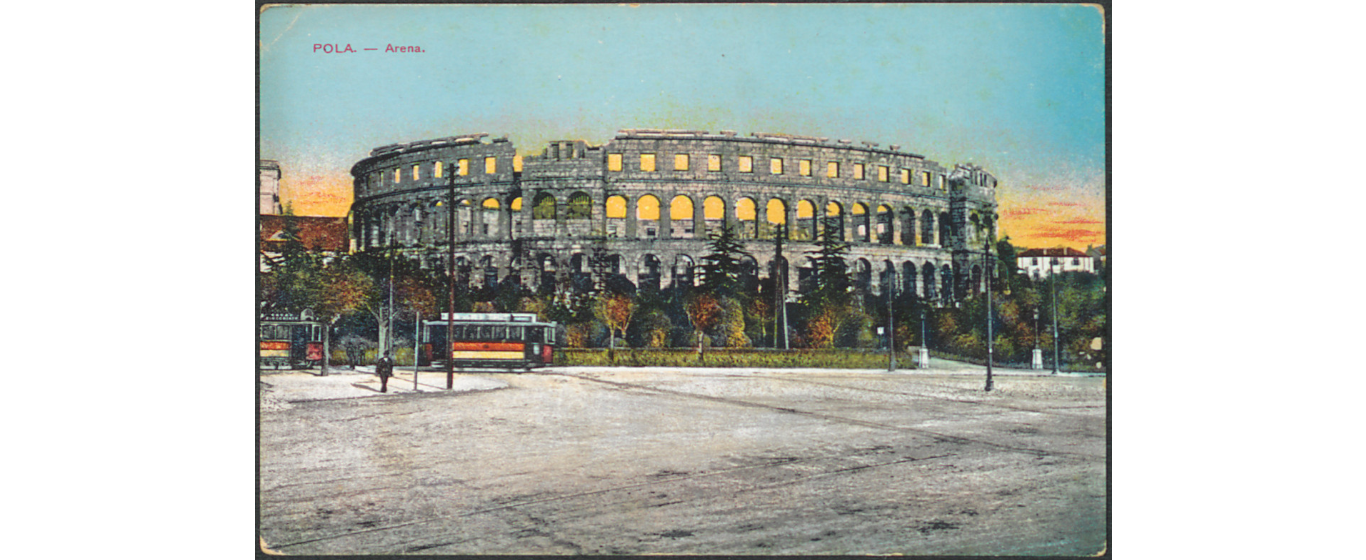 POLA. — Arena.